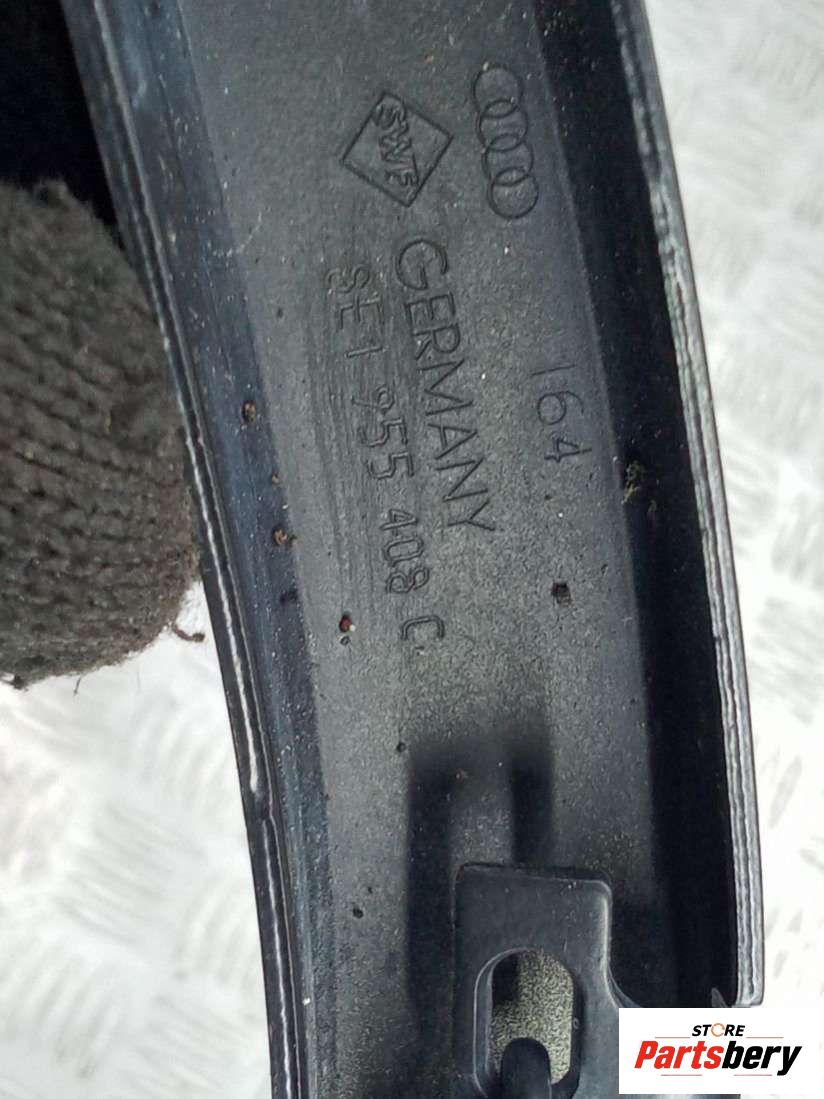 SWF
GERMANY
8E1 955 408 C
164
STORE
Partsbery